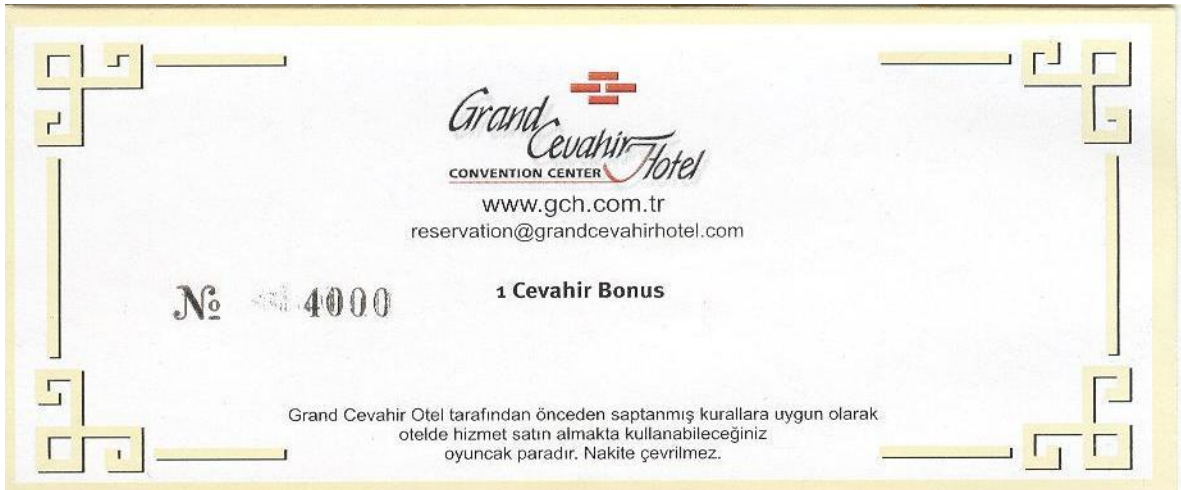 Grand
Cevahir Hotel
CONVENTION CENTER
www.gch.com.tr
reservation@grandcevahirhotel.com
1 Cevahir Bonus
№ 4000
Grand Cevahir Otel tarafından önceden saptanmış kurallara uygun olarak
otelde hizmet satın almakta kullanabileceğiniz
oyuncak paradır. Nakite çevrilmez.